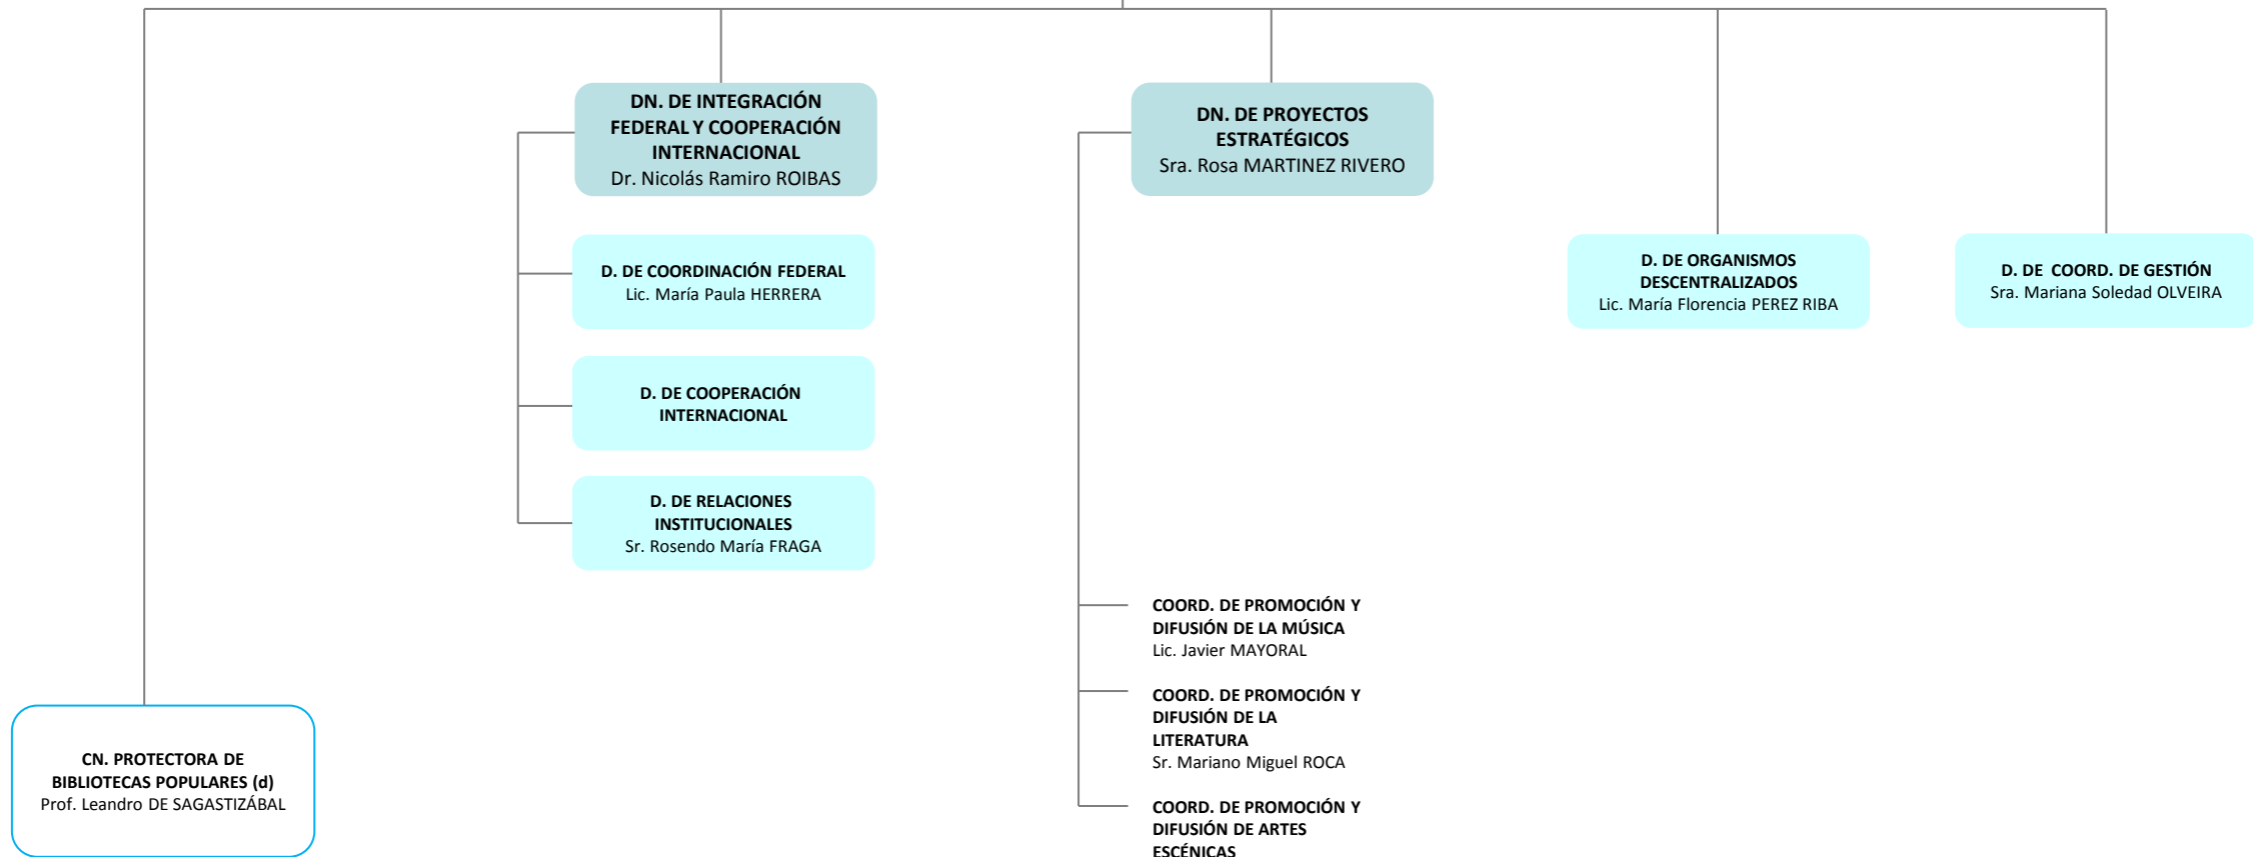 DN. DE INTEGRACIÓN
FEDERAL Y COOPERACIÓN
INTERNACIONAL
Dr. Nicolás Ramiro ROIBAS
D. DE COORDINACIÓN FEDERAL
Lic. María Paula HERRERA
D. DE COOPERACIÓN
INTERNACIONAL
D. DE RELACIONES
INSTITUCIONALES
Sr. Rosendo María FRAGA
DN. DE PROYECTOS
ESTRATÉGICOS
Sra. Rosa MARTINEZ RIVERO
COORD. DE PROMOCIÓN Y
DIFUSIÓN DE LA MÚSICA
Lic. Javier MAYORAL
COORD. DE PROMOCIÓN Y
DIFUSIÓN DE LA
LITERATURA
Sr. Mariano Miguel ROCA
COORD. DE PROMOCIÓN Y
DIFUSIÓN DE ARTES
ESCÉNICAS
D. DE ORGANISMOS
DESCENTRALIZADOS
Lic. María Florencia PEREZ RIBA
D. DE COORD. DE GESTIÓN
Sra. Mariana Soledad OLVEIRA
CN. PROTECTORA DE
BIBLIOTECAS POPULARES (d)
Prof. Leandro DE SAGASTIZÁBAL